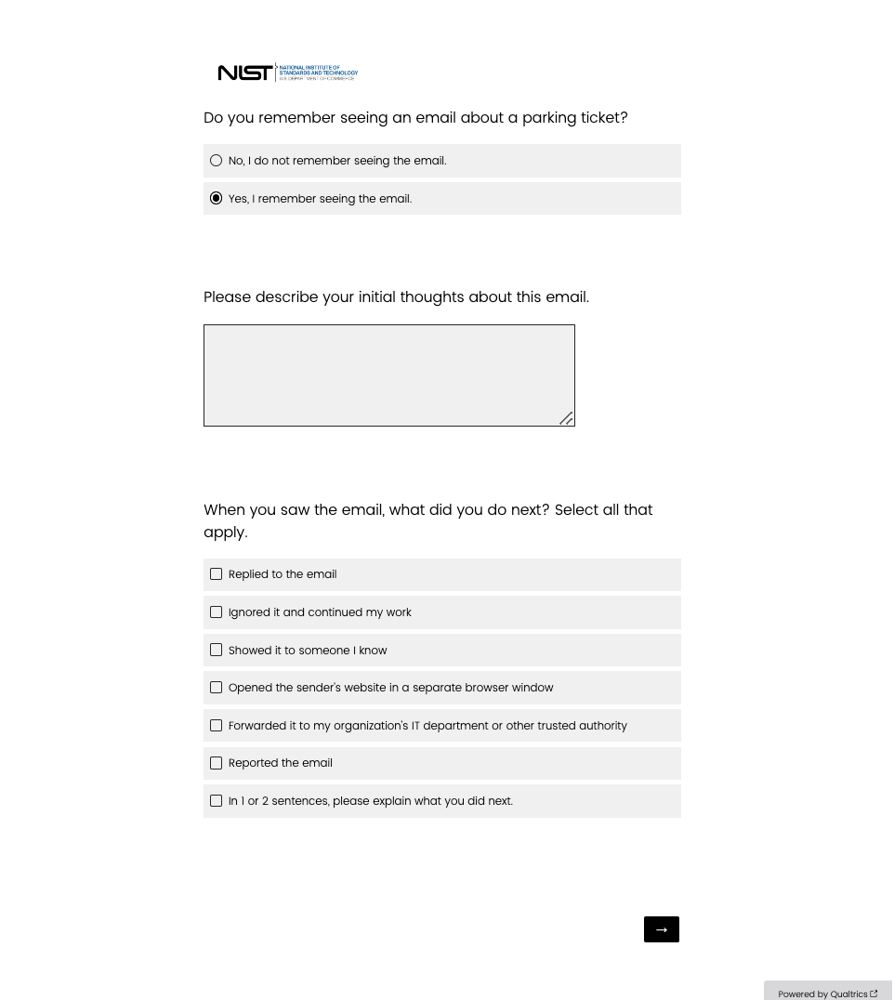 NIST
NATIONAL INSTITUTE OF
STANDARDS AND TECHNOLOGY
U.S. DEPARTMENT OF COMMERCE
Do you remember seeing an email about a parking ticket?
No, I do not remember seeing the email.
Yes, I remember seeing the email.
Please describe your initial thoughts about this email.
When you saw the email, what did you do next? Select all that
apply.
Replied to the email
Ignored it and continued my work
Showed it to someone I know
Opened the sender's website in a separate browser window
Forwarded it to my organization's IT department or other trusted authority
Reported the email
In 1 or 2 sentences, please explain what you did next.
→
Powered by Qualtrics